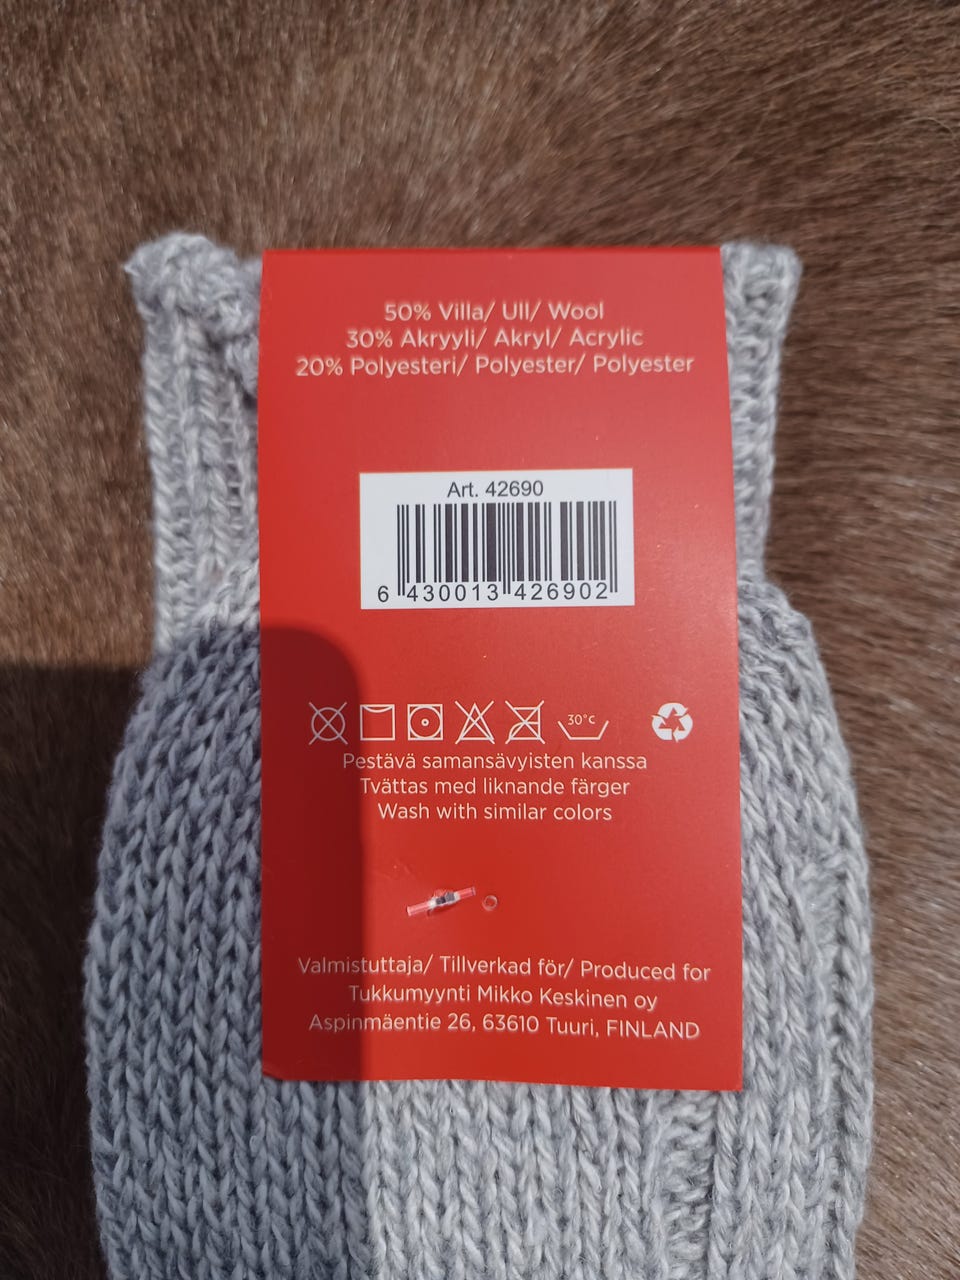 50% Villa/ Ull/ Wool
30% Akryyli/ Akryl/ Acrylic
20% Polyesteri/ Polyester/ Polyester
Art. 42690
6 430013 426902
30°c
Pestävä samansävyisten kanssa
Tvättas med liknande färger
Wash with similar colors
Valmistuttaja/ Tillverkad för/ Produced for
Tukkumyynti Mikko Keskinen oy
Aspinmäentie 26, 63610 Tuuri, FINLAND